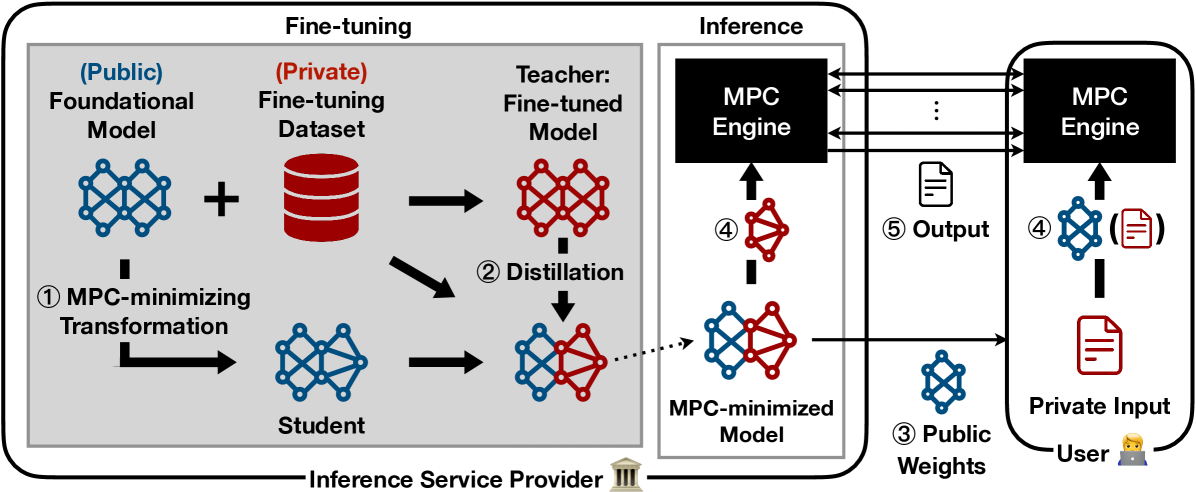 Fine-tuning
(Public)
Foundational
Model
+
(Private)
Fine-tuning
Dataset
Teacher:
Fine-tuned
Model
① MPC-minimizing
Transformation
② Distillation
Student
Inference
MPC
Engine
④
MPC-minimized
Model
Inference Service Provider
⋮
⑤ Output
③ Public
Weights
MPC
Engine
④ ( )
Private Input
User